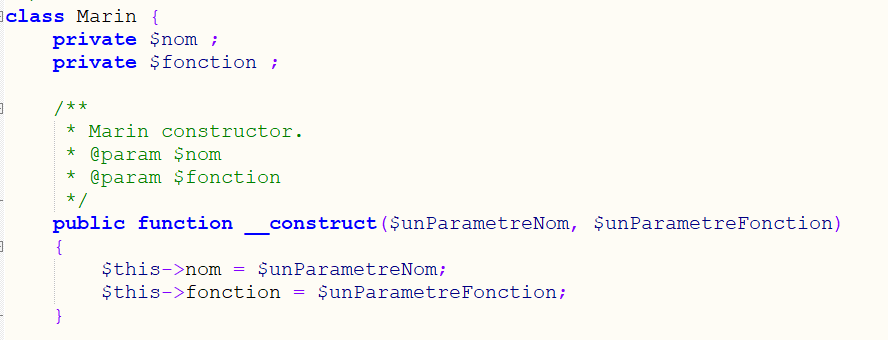 class Marin {
    private $nom ;
    private $fonction ;

    /**
     * Marin constructor.
     * @param $nom
     * @param $fonction
     */
    public function __construct($unParametreNom, $unParametreFonction)
    {
        $this->nom = $unParametreNom;
        $this->fonction = $unParametreFonction;
    }